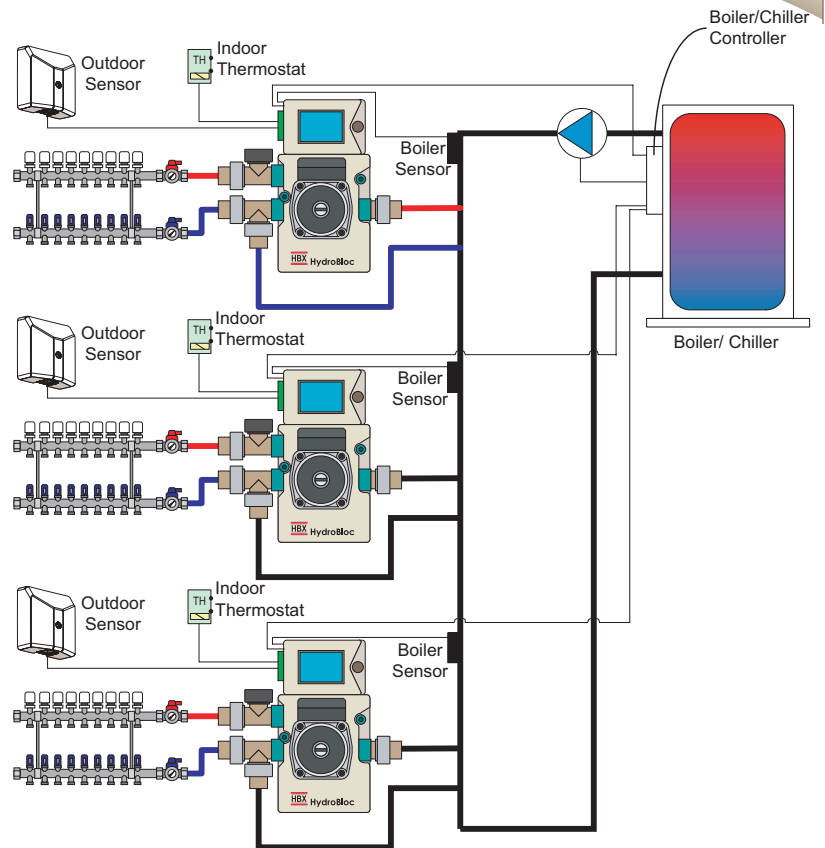 Boiler/Chiller
Controller
Outdoor
Sensor
TH
Indoor
Thermostat
Boiler
Sensor
HBX HydroBloc
Boiler/ Chiller
Outdoor
Sensor
TH
Indoor
Thermostat
Boiler
Sensor
HBX HydroBloc
Outdoor
Sensor
TH
Indoor
Thermostat
Boiler
Sensor
HBX HydroBloc